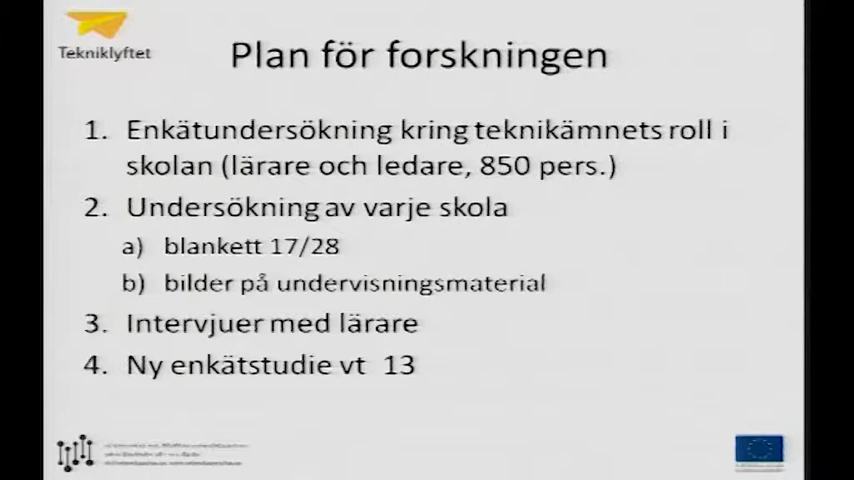 Tekniklyftet
Plan för forskningen
1. Enkätundersökning kring teknikämnets roll i
skolan (lärare och ledare, 850 pers.)
2. Undersökning av varje skola
a) blankett 17/28
b) bilder på undervisningsmaterial
3. Intervjuer med lärare
4. Ny enkätstudie vt 13